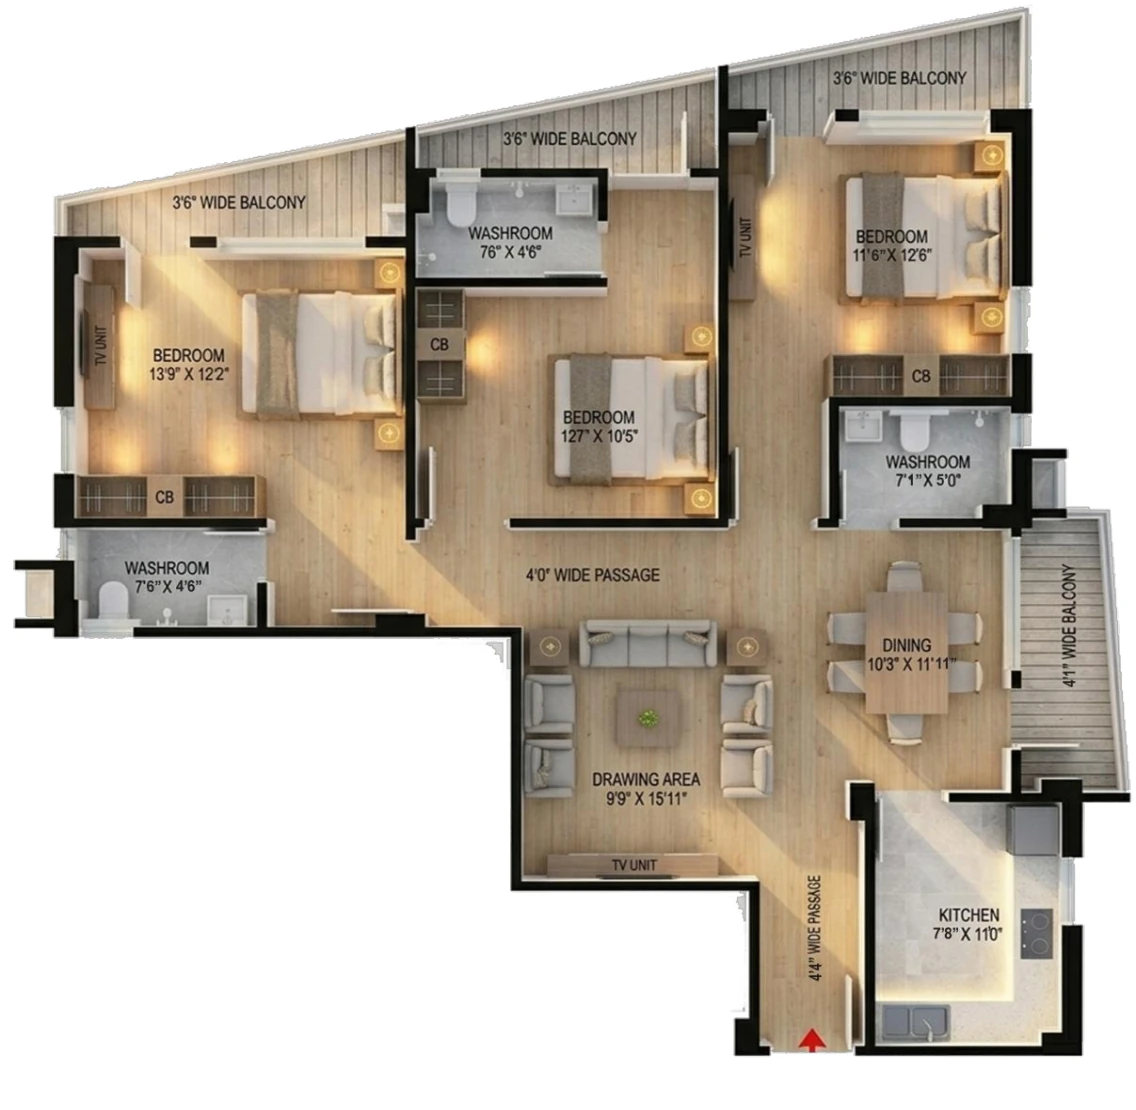 3'6" WIDE BALCONY
3'6" WIDE BALCONY
3'6" WIDE BALCONY
WASHROOM
76" X 4'6"
TV UNIT
BEDROOM
11'6" X 12'6"
CB
TV UNIT
BEDROOM
13'9" X 12'2"
CB
BEDROOM
127" X 10'5"
CB
WASHROOM
7'1" X 5'0"
WASHROOM
7'6" X 4'6"
4'0" WIDE PASSAGE
4'1" WIDE BALCONY
DINING
10'3" X 11'11"
DRAWING AREA
9'9" X 15'11"
TV UNIT
4'4" WIDE PASSAGE
KITCHEN
7'8" X 11'0"